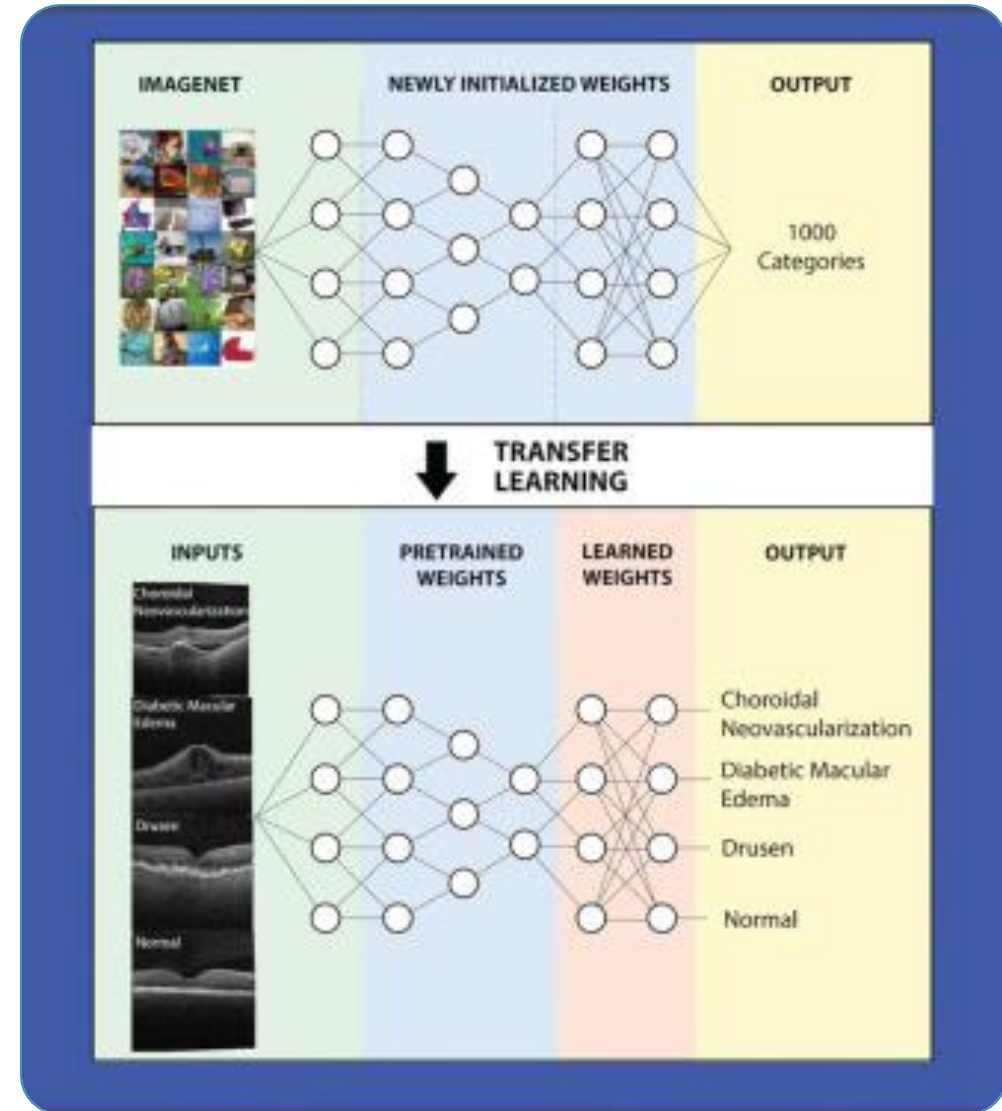 IMAGENET
NEWLY INITIALIZED WEIGHTS
OUTPUT
1000
Categories
TRANSFER
LEARNING
INPUTS
PRETRAINED
WEIGHTS
LEARNED
WEIGHTS
OUTPUT
Choroidal
Neovascularization
Diabetic Macular
Edema
Drusen
Normal
Choroidal
Neovascularization
Diabetic Macular
Edema
Drusen
Normal